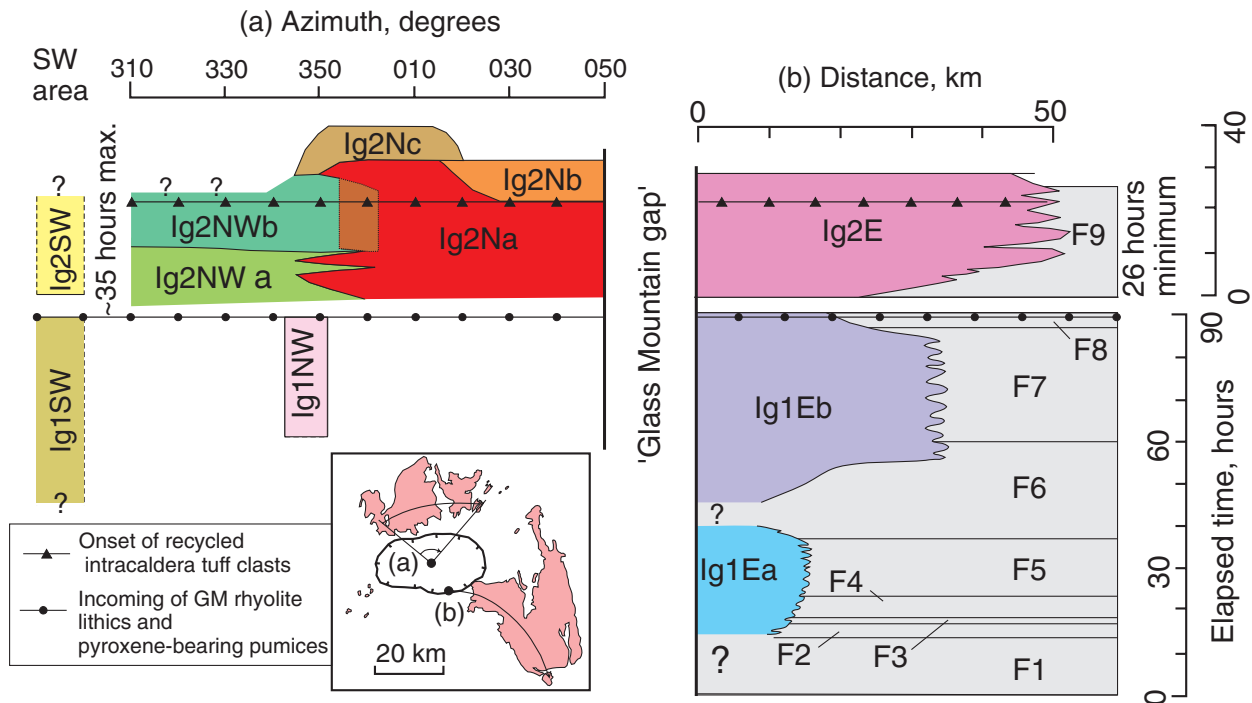 (a) Azimuth, degrees
SW
area
310 330 350 010 030 050
~35 hours max.
? ? ?
Ig2SW
Ig2Nc
Ig2Nb
Ig2NWb
Ig2Na
Ig2NW a
Ig1SW
?
Ig1NW
'Glass Mountain gap'
Onset of recycled
intracaldera tuff clasts
Incoming of GM rhyolite
lithics and
pyroxene-bearing pumices
(a)
(b)
20 km
(b) Distance, km
0 50
Ig2E
F9
26 hours
minimum
40
0
F8
F7
Ig1Eb
F6
?
Ig1Ea
F5
F4
F2
F3
?
F1
90
60
30
0
Elapsed time, hours